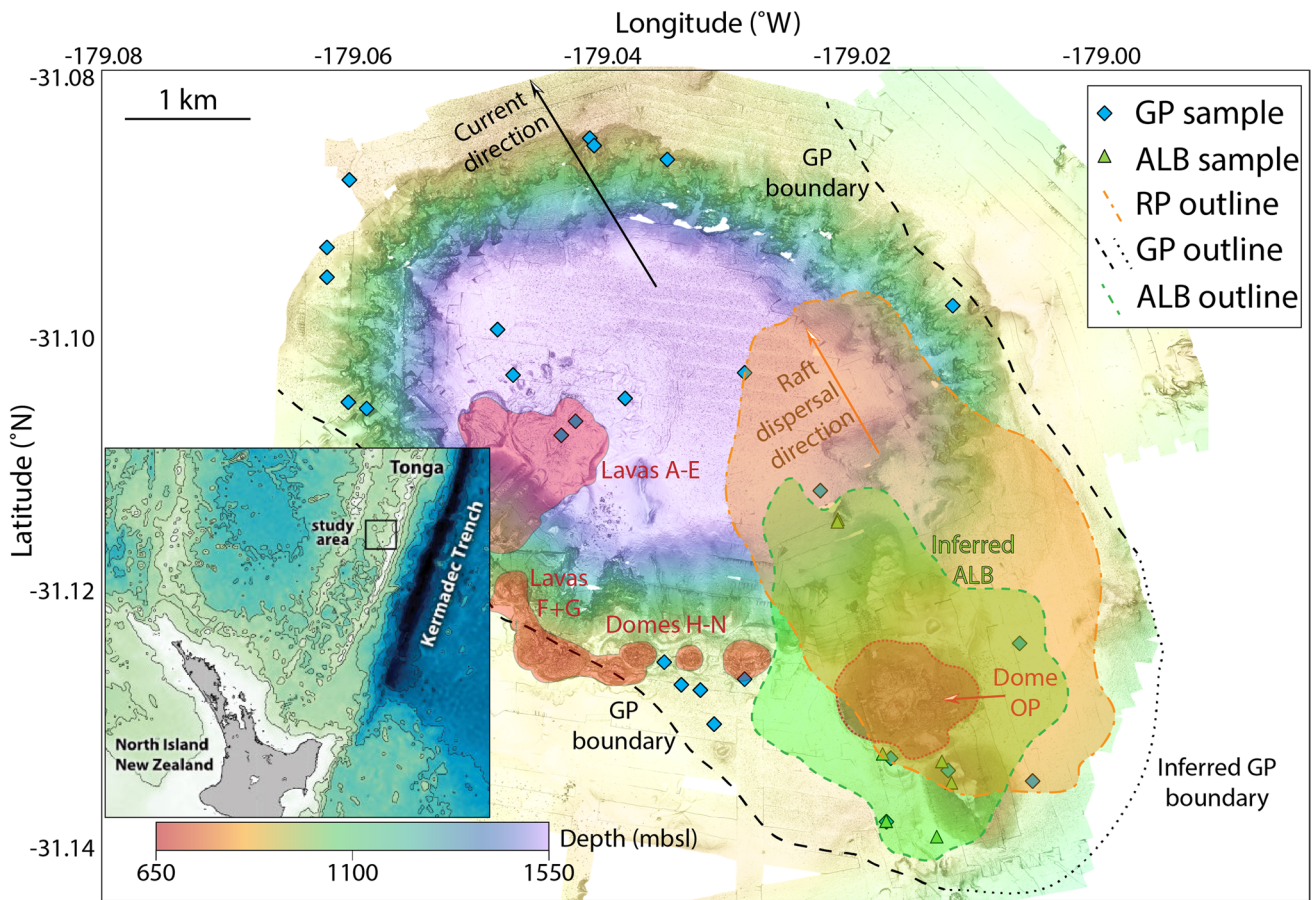 Longitude (°W)
-179.08
-179.06
-179.04
-179.02
-179.00
-31.08
-31.10
-31.12
-31.14
Latitude (°N)
1 km
Current
direction
GP
boundary
GP sample
ALB sample
RP outline
GP outline
ALB outline
Raft
dispersal
direction
Lavas A-E
Inferred
ALB
Lavas
F+G
Domes H-N
Dome
OP
GP
boundary
Inferred GP
boundary
Tonga
study
area
Kermadec Trench
North Island
New Zealand
Depth (mbsl)
650
1100
1550